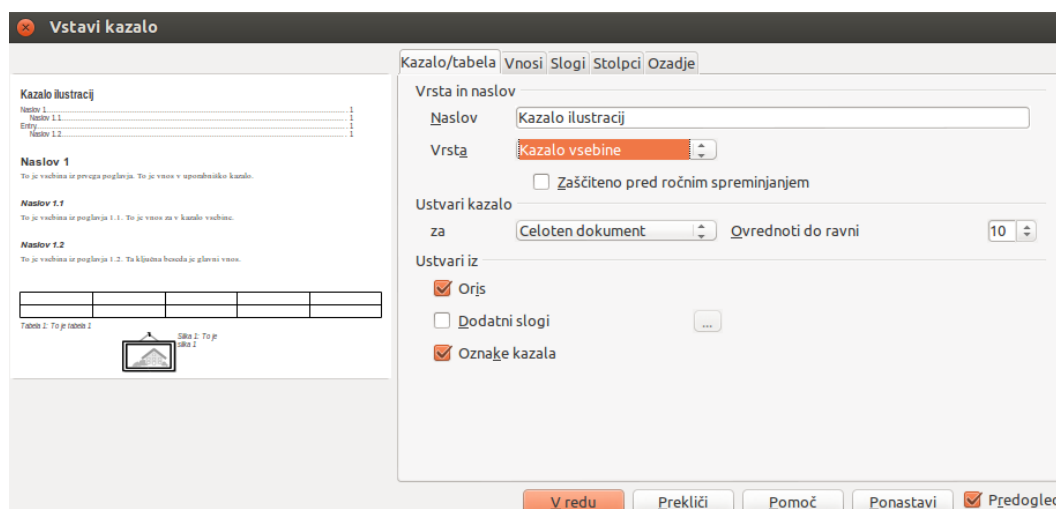 Vstavi kazalo
Kazalo ilustracij
Naslov 1 1
Naslov 1.1 1
Entry 1
Naslov 1.2 1
Naslov 1
To je vsebina iz prvega poglavja. To je vnos v uporabniško kazalo.
Naslov 1.1
To je vsebina iz poglavja 1.1. To je vnos za v kazalo vsebine.
Naslov 1.2
To je vsebina iz poglavja 1.2. Ta ključna beseda je glavni vnos.
Tabela 1: To je tabela 1
Slika 1: To je
slika 1
Kazalo/tabela Vnosi Slogi Stolpci Ozadje
Vrsta in naslov
Naslov Kazalo ilustracij
Vrsta Kazalo vsebine
Zaščiteno pred ročnim spreminjanjem
Ustvari kazalo
za Celoten dokument Ovrednoti do ravni 10
Ustvari iz
Oris
Dodatni slogi ...
Oznake kazala
V redu Prekliči Pomoč Ponastavi Predogled